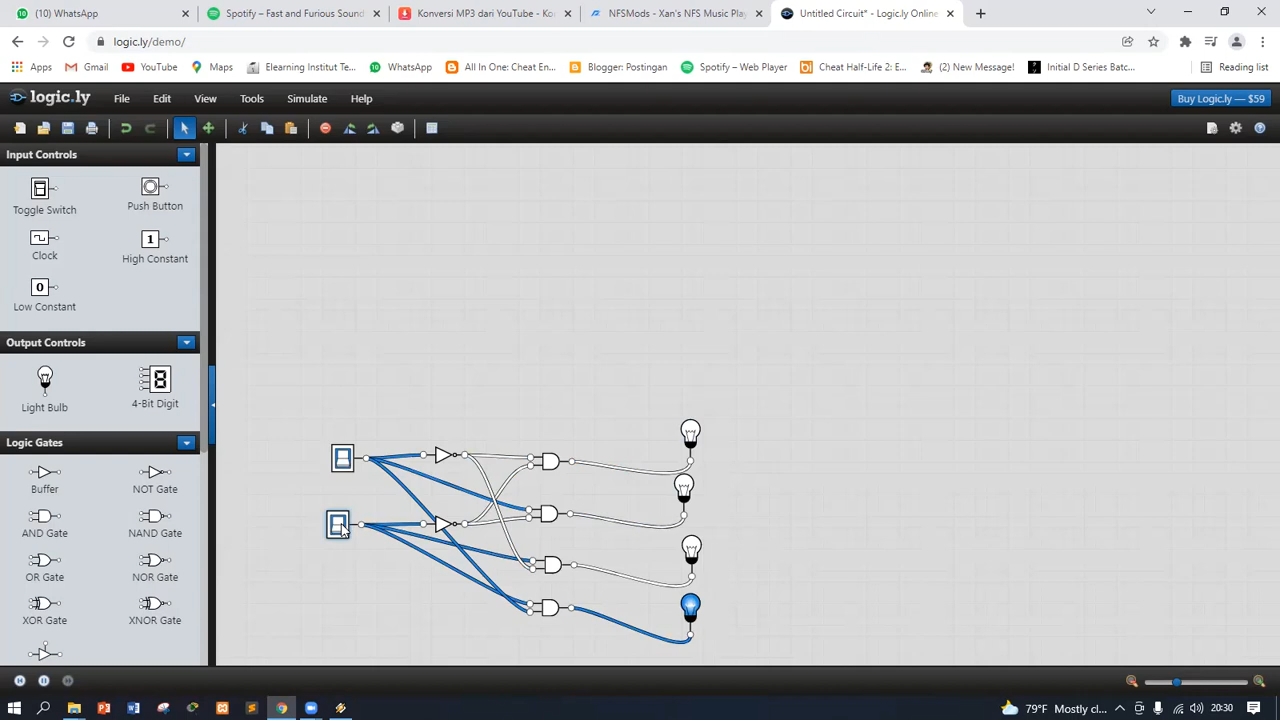 (10) WhatsApp
Spotify – Fast and Furious Sound
Konversi MP3 dari YouTube - Ko
NFSMods - Xan's NFS Music Play
Untitled Circuit* - Logic.ly Online
logic.ly/demo/
Apps
Gmail
YouTube
Maps
Elearning Institut Te...
WhatsApp
All In One: Cheat En...
Blogger: Postingan
Spotify – Web Player
Cheat Half-Life 2: E...
(2) New Message!
Initial D Series Batc...
Reading list
logic.ly
File
Edit
View
Tools
Simulate
Help
Buy Logic.ly — $59
Input Controls
Toggle Switch
Push Button
Clock
1
High Constant
0
Low Constant
Output Controls
Light Bulb
4-Bit Digit
Logic Gates
Buffer
NOT Gate
AND Gate
NAND Gate
OR Gate
NOR Gate
XOR Gate
XNOR Gate
79°F Mostly cl...
20:30